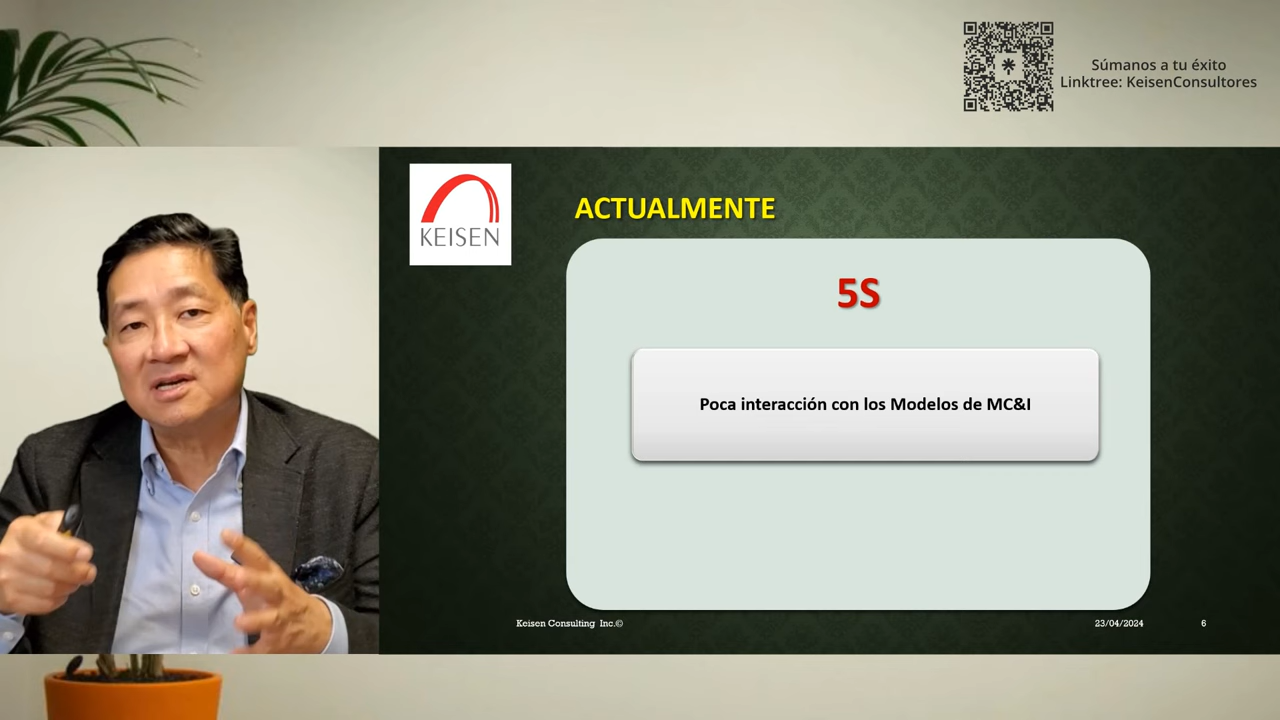 Súmanos a tu éxito
Linktree: KeisenConsultores
KEISEN
ACTUALMENTE
5S
Poca interacción con los Modelos de MC&I
Keisen Consulting Inc.©
23/04/2024
6